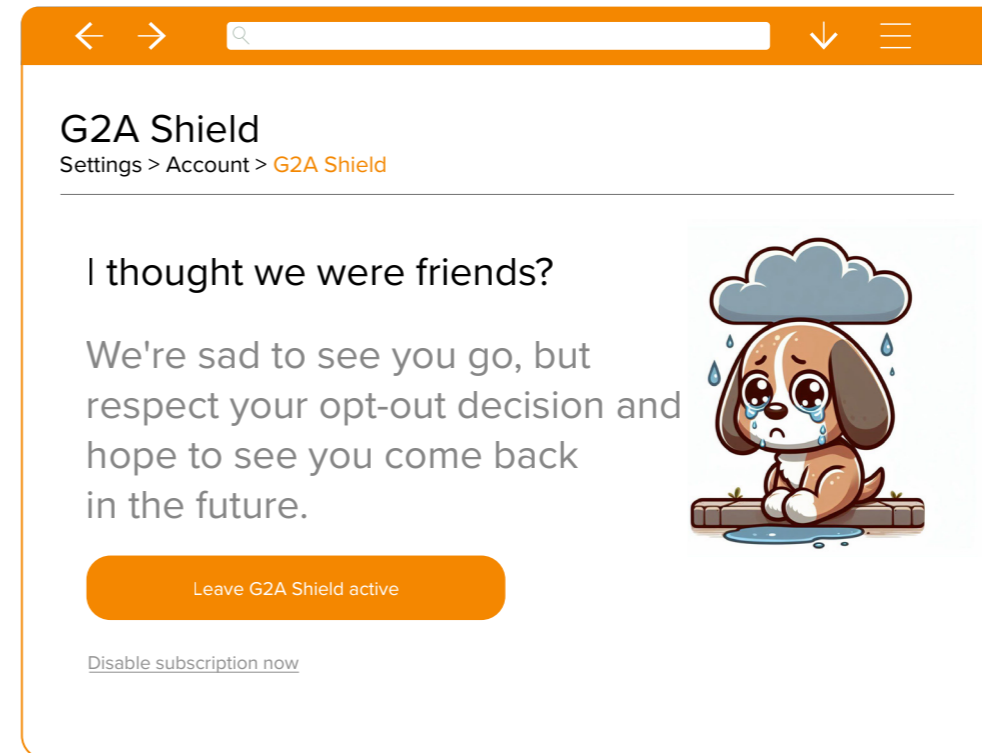 G2A Shield
Settings > Account > G2A Shield
I thought we were friends?
We're sad to see you go, but
respect your opt-out decision and
hope to see you come back
in the future.
Leave G2A Shield active
Disable subscription now